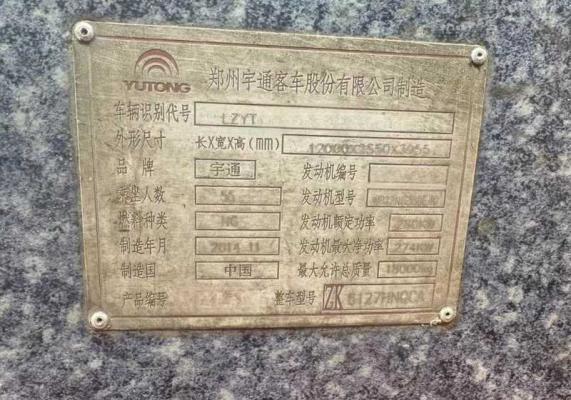 YUTONG
郑州宇通客车股份有限公司制造
车辆识别代号 LZYT
外形尺寸 长X宽X高(mm)
品牌 宇通 发动机编号
乘坐人数 55 发动机型号
燃料种类 NG 发动机额定功率
制造年月 2014.11 发动机最大净功率 274KW
制造国 中国 最大允许总质量 18000kg
产品编号 整车型号 ZK 6127HNQCA